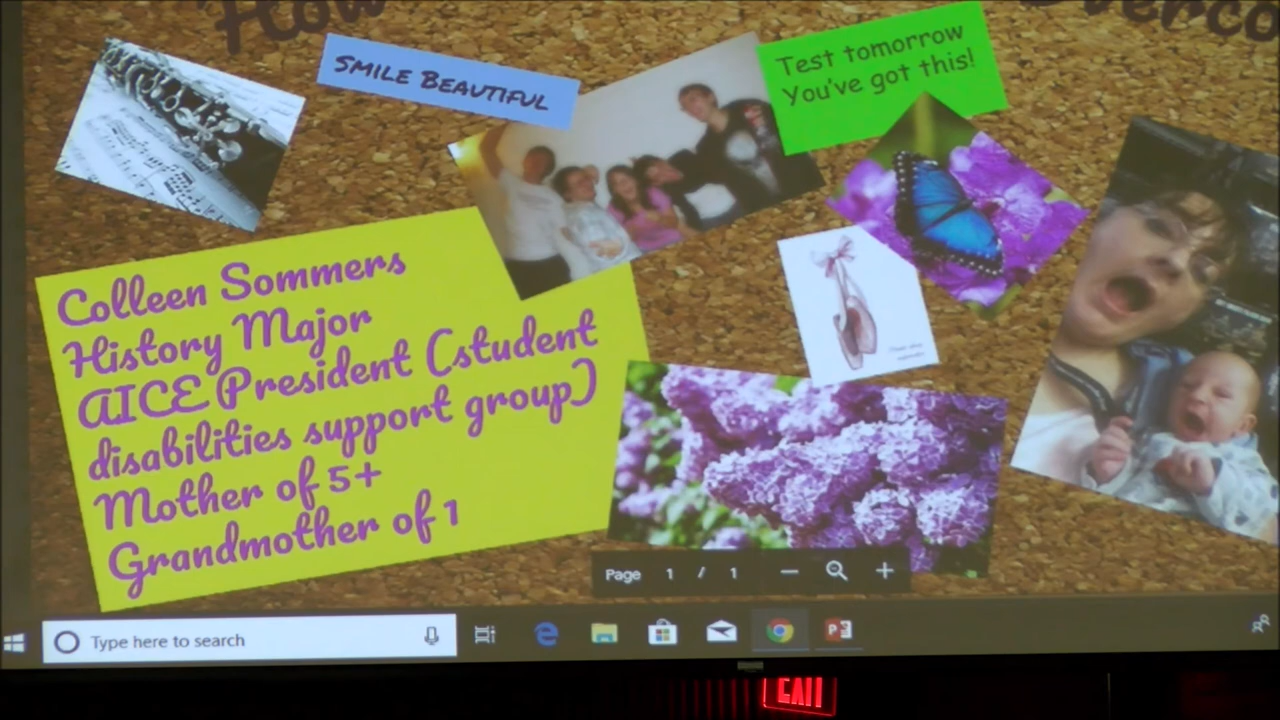 How
SMILE BEAUTIFUL
Test tomorrow
You've got this!
Colleen Sommers
History Major
AICE President (student
disabilities support group)
Mother of 5+
Grandmother of 1
Page 1 / 1
Type here to search
EXIT